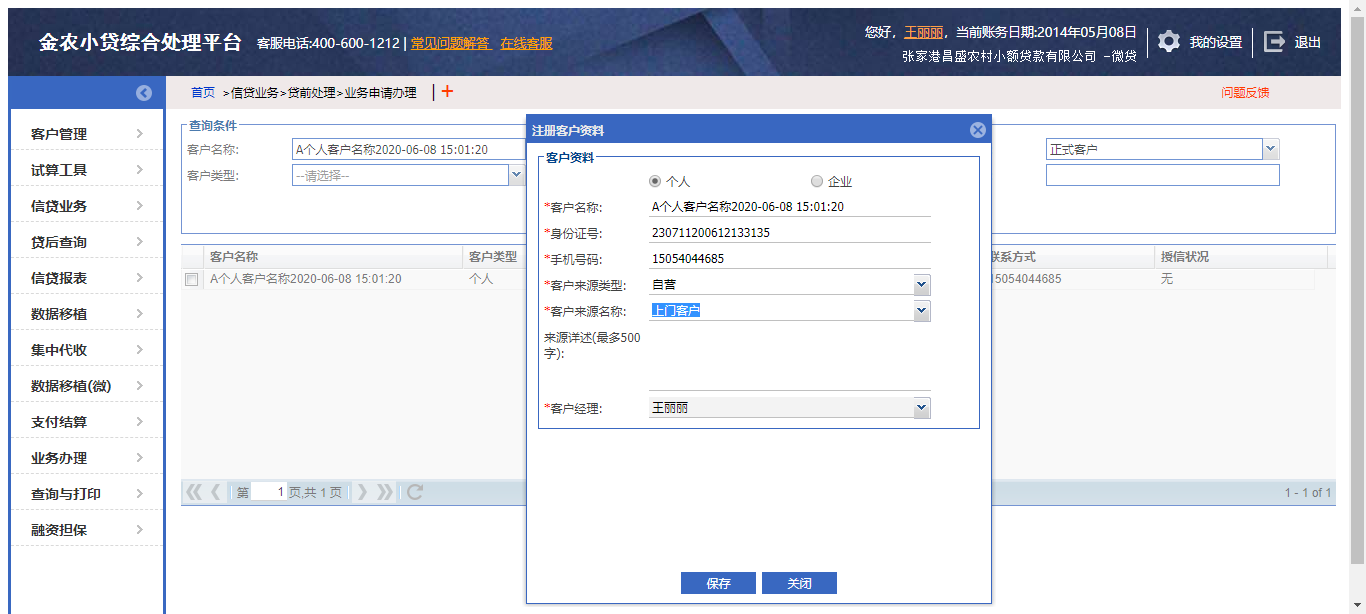 金农小贷综合处理平台 客服电话:400-600-1212 | 常见问题解答 在线客服
您好，王丽丽，当前账务日期:2014年05月08日
张家港昌盛农村小额贷款有限公司 -微贷
我的设置
退出
首页 >信贷业务>贷前处理>业务申请办理 | +
问题反馈
客户管理
试算工具
信贷业务
贷后查询
信贷报表
数据移植
集中代收
数据移植(微)
支付结算
业务办理
查询与打印
融资担保
查询条件
客户名称: A个人客户名称2020-06-08 15:01:20
正式客户
客户类型: --请选择--
客户名称 客户类型 联系方式 授信状况
A个人客户名称2020-06-08 15:01:20 个人 15054044685 无
第 1 页,共 1 页
1 - 1 of 1
注册客户资料
客户资料
个人 企业
*客户名称: A个人客户名称2020-06-08 15:01:20
*身份证号: 230711200612133135
*手机号码: 15054044685
*客户来源类型: 自营
*客户来源名称: 上门客户
来源详述(最多500
字):
*客户经理: 王丽丽
保存 关闭